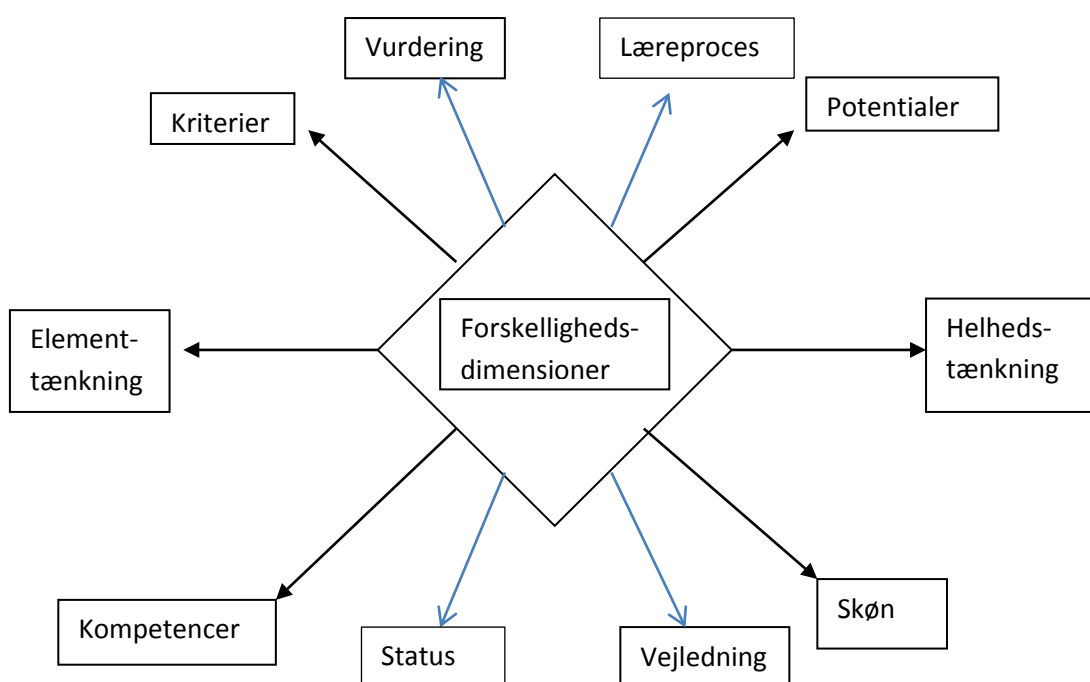 Vurdering
Læreproces
Kriterier
Potentialer
Element-
tænkning
Forskelligheds-
dimensioner
Helheds-
tænkning
Kompetencer
Status
Vejledning
Skøn